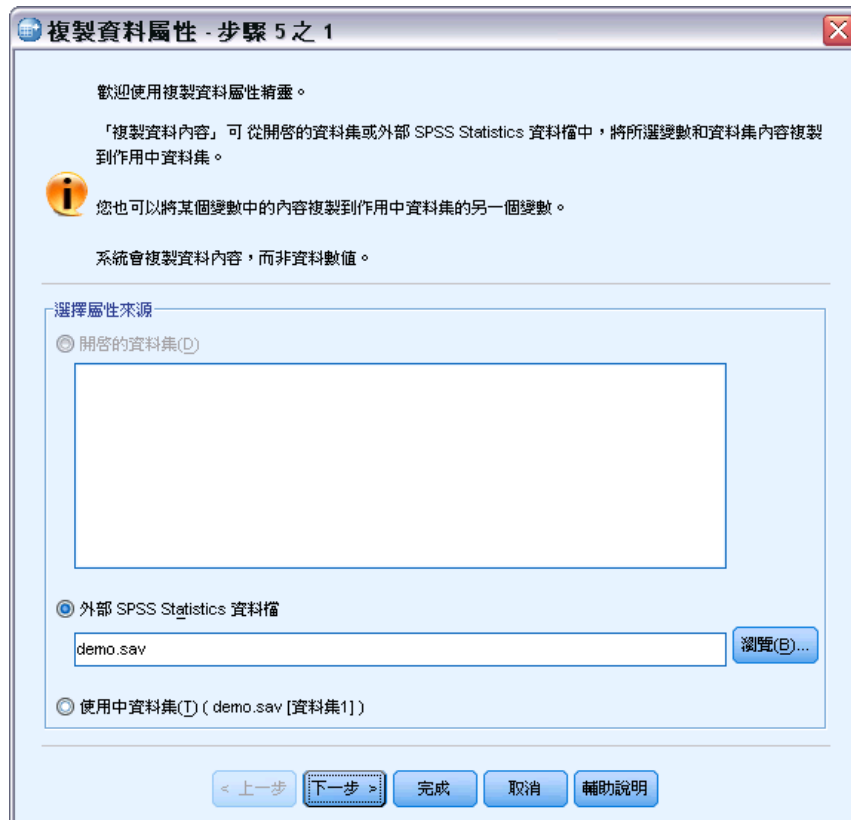 複製資料屬性 - 步驟 5 之 1
歡迎使用複製資料屬性精靈。
「複製資料內容」可 從開啓的資料集或外部 SPSS Statistics 資料檔中，將所選變數和資料集內容複製
到作用中資料集。
您也可以將某個變數中的內容複製到作用中資料集的另一個變數。
系統會複製資料內容，而非資料數值。
選擇屬性來源
開啓的資料集(D)
外部 SPSS Statistics 資料檔
demo.sav
瀏覽(B)...
使用中資料集(T) ( demo.sav [資料集1] )
< 上一步 下一步 > 完成 取消 輔助說明